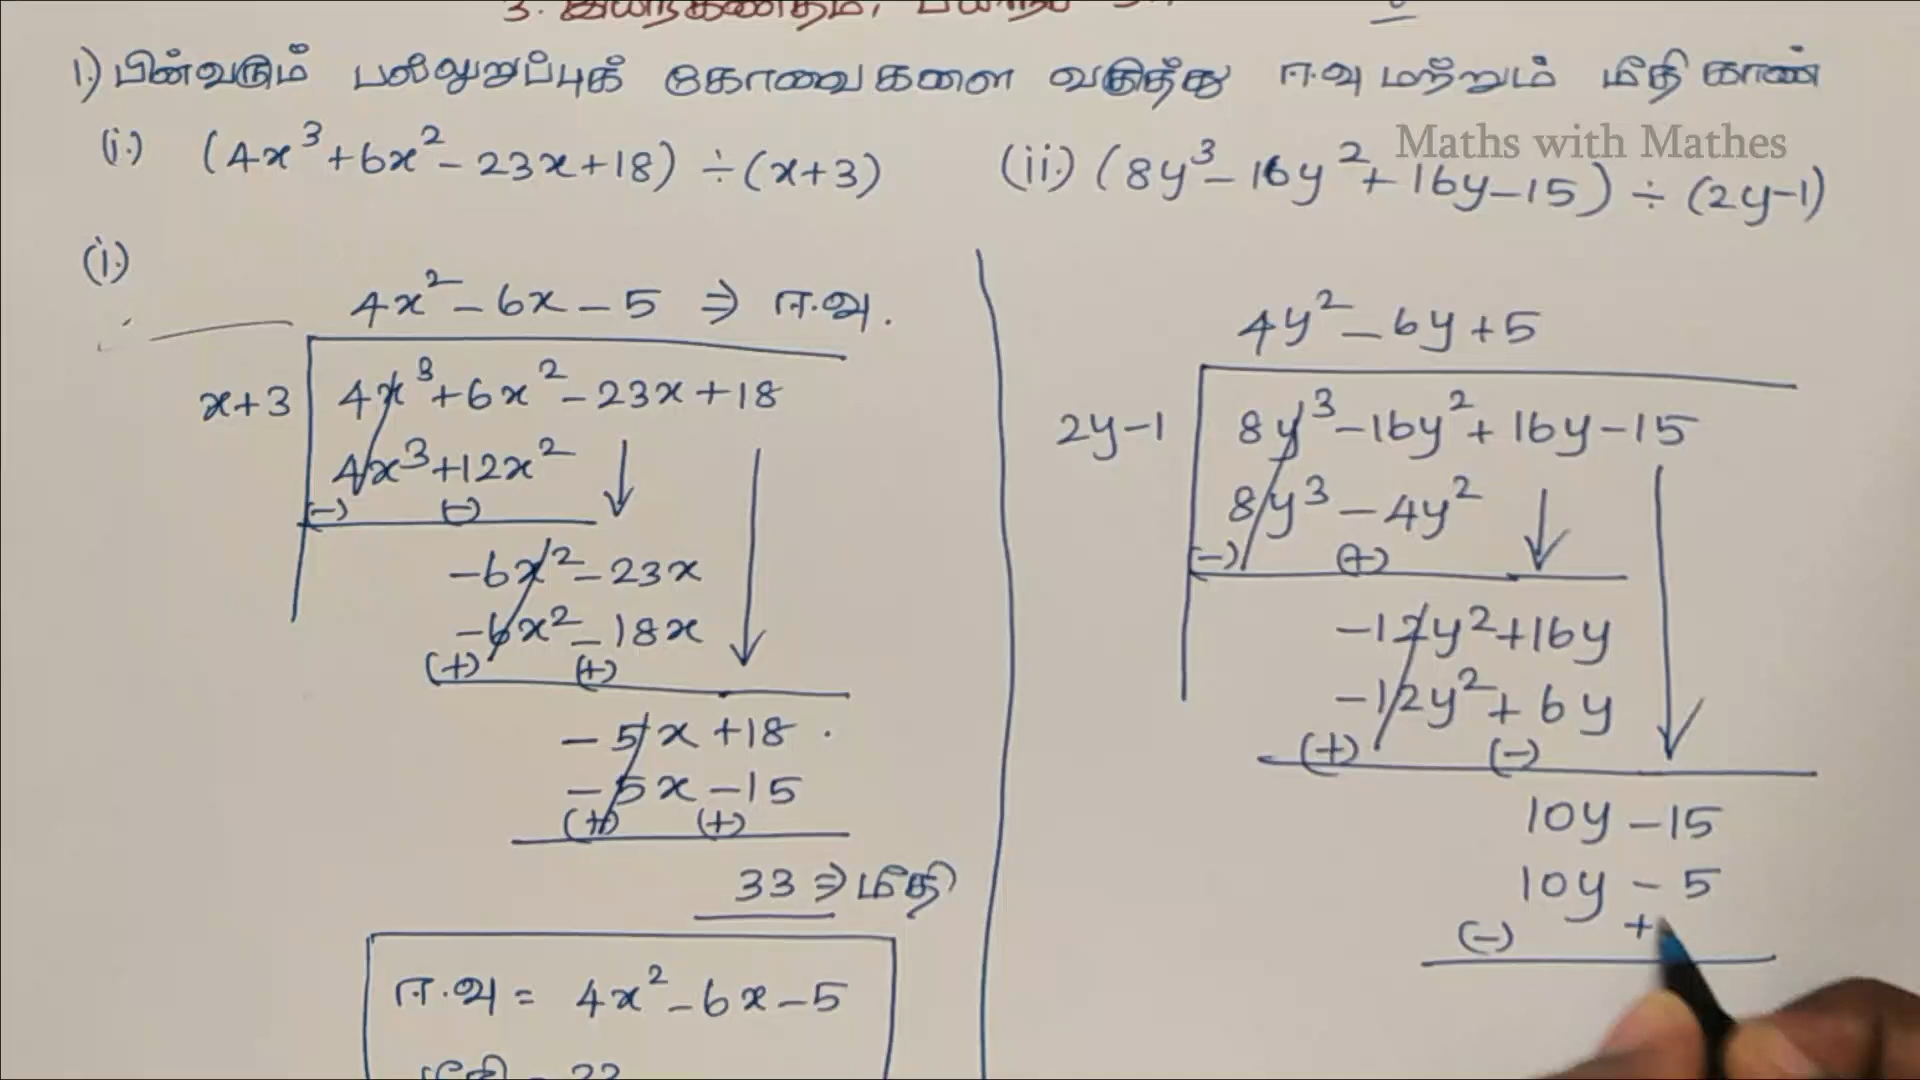 1.) பின்வரும் பல்லுறுப்புக் கோவைகளை வகுத்து ஈ.வு மற்றும் மீதி காண்
Maths with Mathes
(i.) (4x³+6x²-23x+18) ÷ (x+3)
(ii.) (8y³-16y²+16y-15) ÷ (2y-1)
(i.)
4x²-6x-5 ⇒ ஈ.வு.
x+3 4x³+6x²-23x+18
4x³+12x²
(-) (-)
-6x²-23x
-6x²-18x
(+) (+)
-5x+18
-5x-15
(+) (+)
33 ⇒ மீதி
ஈ.வு = 4x²-6x-5
4y²-6y+5
2y-1 8y³-16y²+16y-15
8y³-4y²
(-) (+)
-12y²+16y
-12y²+6y
(+) (-)
10y-15
10y-5
(-) +